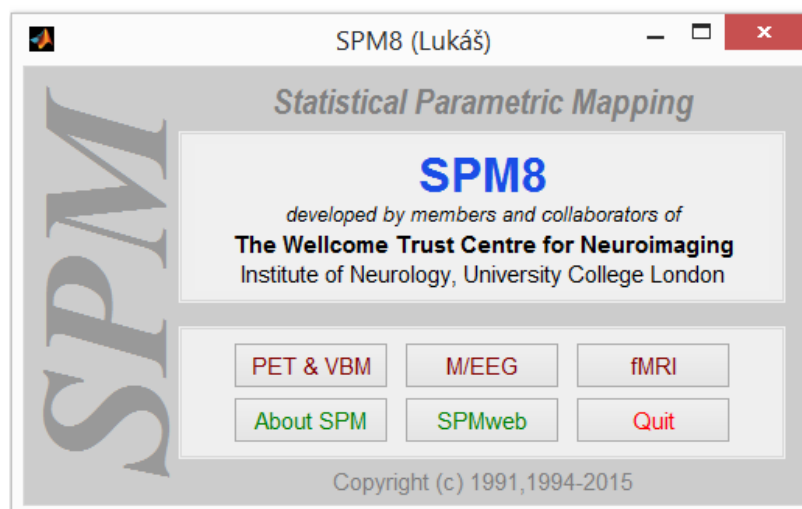 SPM8 (Lukáš)
SPM
Statistical Parametric Mapping
SPM8
developed by members and collaborators of
The Wellcome Trust Centre for Neuroimaging
Institute of Neurology, University College London
PET & VBM M/EEG fMRI
About SPM SPMweb Quit
Copyright (c) 1991,1994-2015